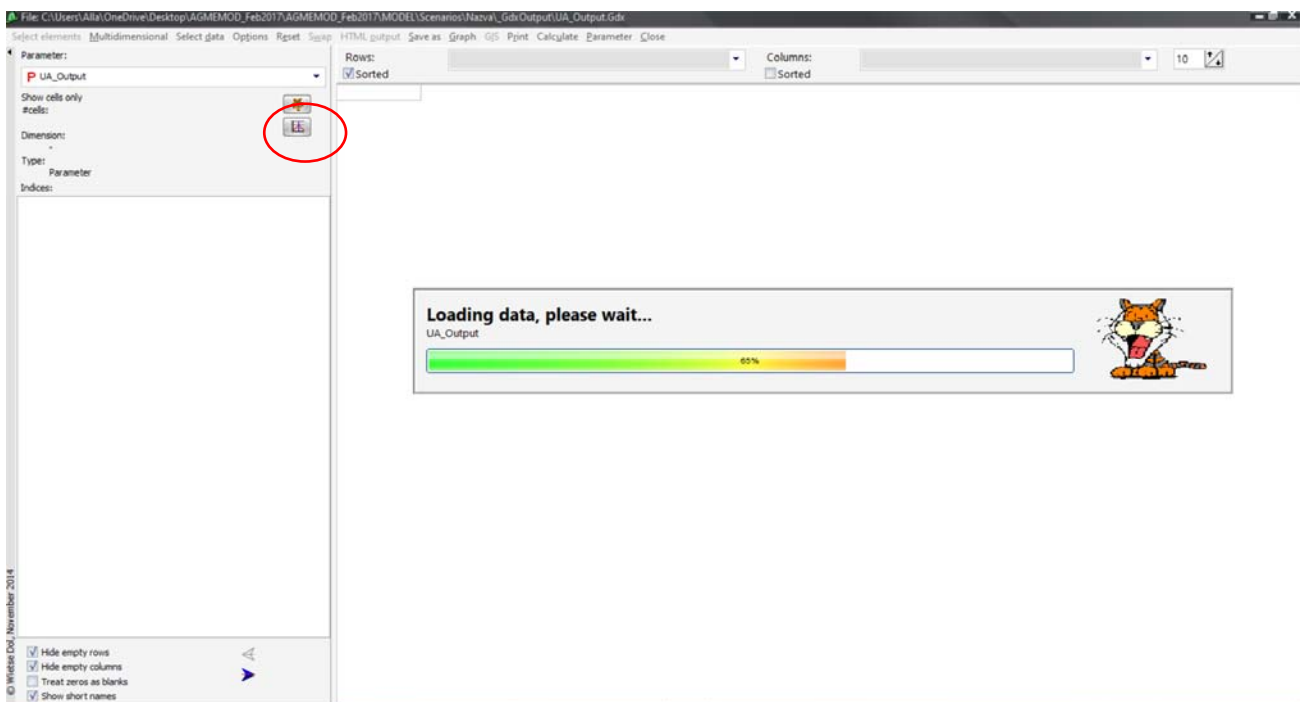 File: C:\Users\Alla\OneDrive\Desktop\AGMEMOD_Feb2017\AGMEMOD_Feb2017\MODEL\Scenarios\Nazva\_GdxOutput\UA_Output.Gdx
Select elements Multidimensional Select data Options Reset Swap HTML output Save as Graph GIS Print Calculate Parameter Close
Parameter:
P UA_Output
Rows:
Sorted
Columns:
Sorted
10
Show cells only
#cells:
Dimension:
-
Type:
Parameter
Indices:
Loading data, please wait...
UA_Output
65%
© Wietse Dol, November 2014
Hide empty rows
Hide empty columns
Treat zeros as blanks
Show short names